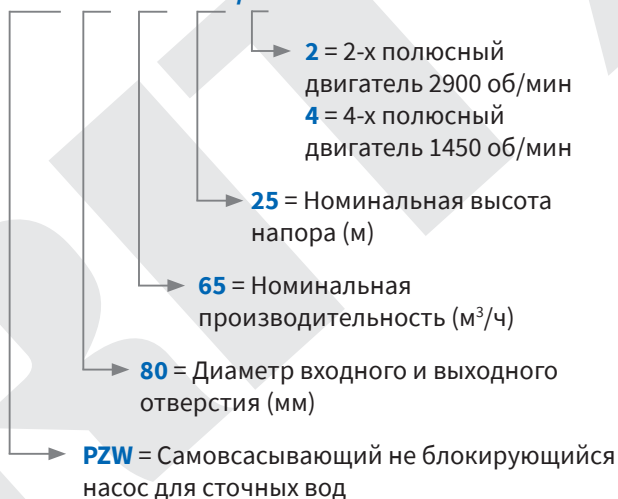 2 = 2-х полюсный
двигатель 2900 об/мин
4 = 4-х полюсный
двигатель 1450 об/мин
25 = Номинальная высота
напора (м)
65 = Номинальная
производительность (м³/ч)
80 = Диаметр входного и выходного
отверстия (мм)
PZW = Самовсасывающий не блокирующийся
насос для сточных вод